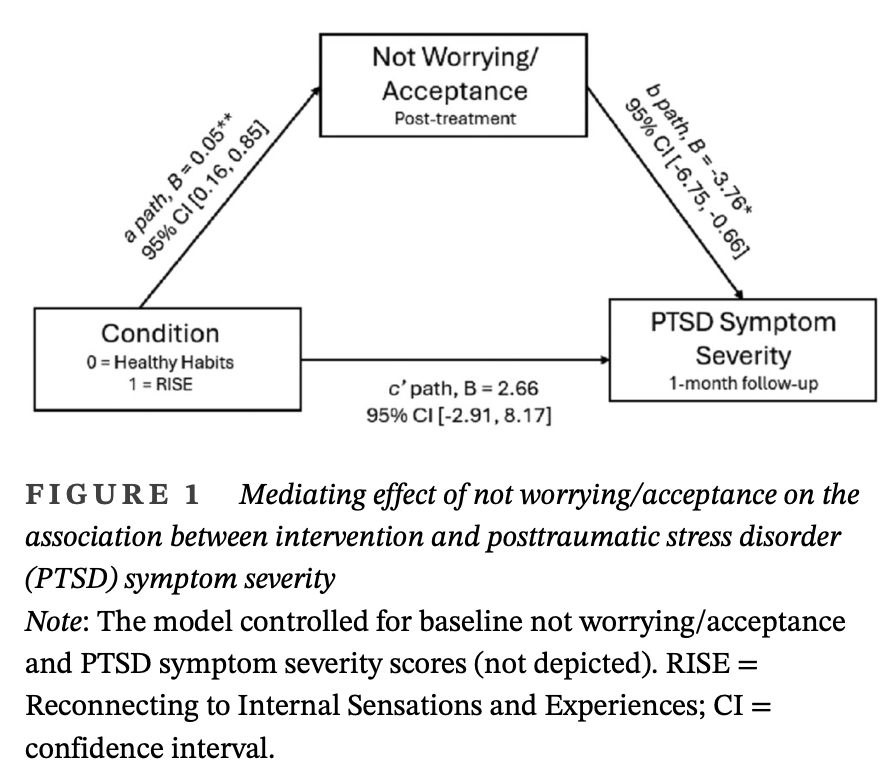 Not Worrying/
Acceptance
Post-treatment
a path, B = 0.05**
95% CI [0.16, 0.85]
b path, B = -3.76*
95% CI [-6.75, -0.66]
Condition
0 = Healthy Habits
1 = RISE
PTSD Symptom
Severity
1-month follow-up
c’ path, B = 2.66
95% CI [-2.91, 8.17]
FIGURE 1 Mediating effect of not worrying/acceptance on the
association between intervention and posttraumatic stress disorder
(PTSD) symptom severity
Note: The model controlled for baseline not worrying/acceptance
and PTSD symptom severity scores (not depicted). RISE =
Reconnecting to Internal Sensations and Experiences; CI =
confidence interval.